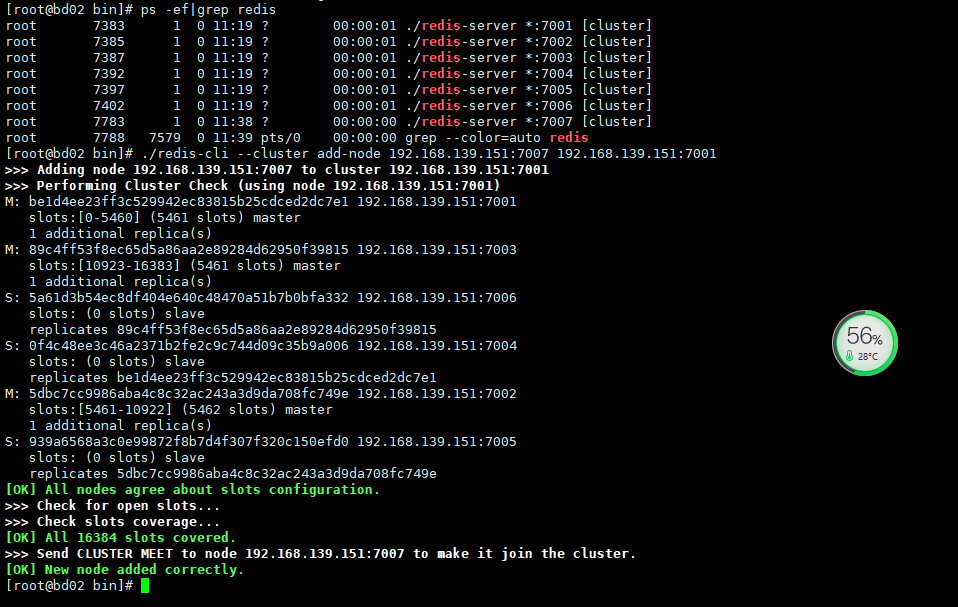 [root@bd02 bin]# ps -ef|grep redis
root       7383      1  0 11:19 ?        00:00:01 ./redis-server *:7001 [cluster]
root       7385      1  0 11:19 ?        00:00:01 ./redis-server *:7002 [cluster]
root       7387      1  0 11:19 ?        00:00:01 ./redis-server *:7003 [cluster]
root       7392      1  0 11:19 ?        00:00:01 ./redis-server *:7004 [cluster]
root       7397      1  0 11:19 ?        00:00:01 ./redis-server *:7005 [cluster]
root       7402      1  0 11:19 ?        00:00:01 ./redis-server *:7006 [cluster]
root       7783      1  0 11:38 ?        00:00:00 ./redis-server *:7007 [cluster]
root       7788   7579  0 11:39 pts/0    00:00:00 grep --color=auto redis
[root@bd02 bin]# ./redis-cli --cluster add-node 192.168.139.151:7007 192.168.139.151:7001
>>> Adding node 192.168.139.151:7007 to cluster 192.168.139.151:7001
>>> Performing Cluster Check (using node 192.168.139.151:7001)
M: be1d4ee23ff3c529942ec83815b25cdced2dc7e1 192.168.139.151:7001
   slots:[0-5460] (5461 slots) master
   1 additional replica(s)
M: 89c4ff53f8ec65d5a86aa2e89284d62950f39815 192.168.139.151:7003
   slots:[10923-16383] (5461 slots) master
   1 additional replica(s)
S: 5a61d3b54ec8df404e640c48470a51b7b0bfa332 192.168.139.151:7006
   slots: (0 slots) slave
   replicates 89c4ff53f8ec65d5a86aa2e89284d62950f39815
S: 0f4c48ee3c46a2371b2fe2c9c744d09c35b9a006 192.168.139.151:7004
   slots: (0 slots) slave
   replicates be1d4ee23ff3c529942ec83815b25cdced2dc7e1
M: 5dbc7cc9986aba4c8c32ac243a3d9da708fc749e 192.168.139.151:7002
   slots:[5461-10922] (5462 slots) master
   1 additional replica(s)
S: 939a6568a3c0e99872f8b7d4f307f320c150efd0 192.168.139.151:7005
   slots: (0 slots) slave
   replicates 5dbc7cc9986aba4c8c32ac243a3d9da708fc749e
[OK] All nodes agree about slots configuration.
>>> Check for open slots...
>>> Check slots coverage...
[OK] All 16384 slots covered.
>>> Send CLUSTER MEET to node 192.168.139.151:7007 to make it join the cluster.
[OK] New node added correctly.
[root@bd02 bin]#
56%
28°C